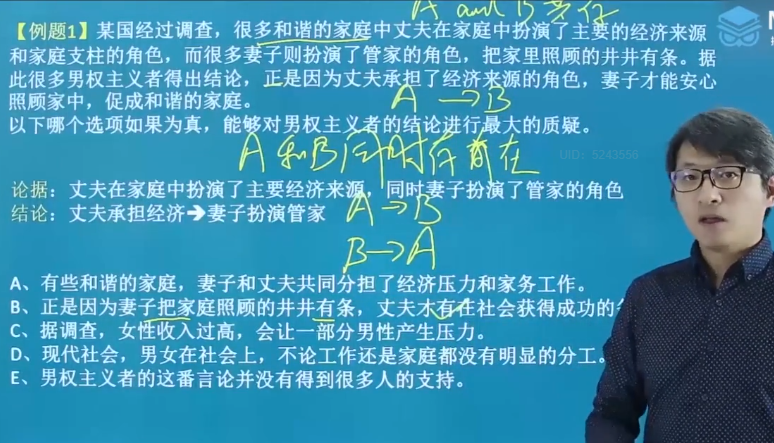 A and B 并存
【例题1】某国经过调查，很多和谐的家庭中丈夫在家庭中扮演了主要的经济来源
和家庭支柱的角色，而很多妻子则扮演了管家的角色，把家里照顾的井井有条。据
此很多男权主义者得出结论，正是因为丈夫承担了经济来源的角色，妻子才能安心
照顾家中，促成和谐的家庭。
A→B
以下哪个选项如果为真，能够对男权主义者的结论进行最大的质疑。
A和B同时存在
UID: 5243556
论据：丈夫在家庭中扮演了主要经济来源，同时妻子扮演了管家的角色
结论：丈夫承担经济➔妻子扮演管家
A→B
B→A
A、有些和谐的家庭，妻子和丈夫共同分担了经济压力和家务工作。
B、正是因为妻子把家庭照顾的井井有条，丈夫才有在社会获得成功的
C、据调查，女性收入过高，会让一部分男性产生压力。
D、现代社会，男女在社会上，不论工作还是家庭都没有明显的分工。
E、男权主义者的这番言论并没有得到很多人的支持。